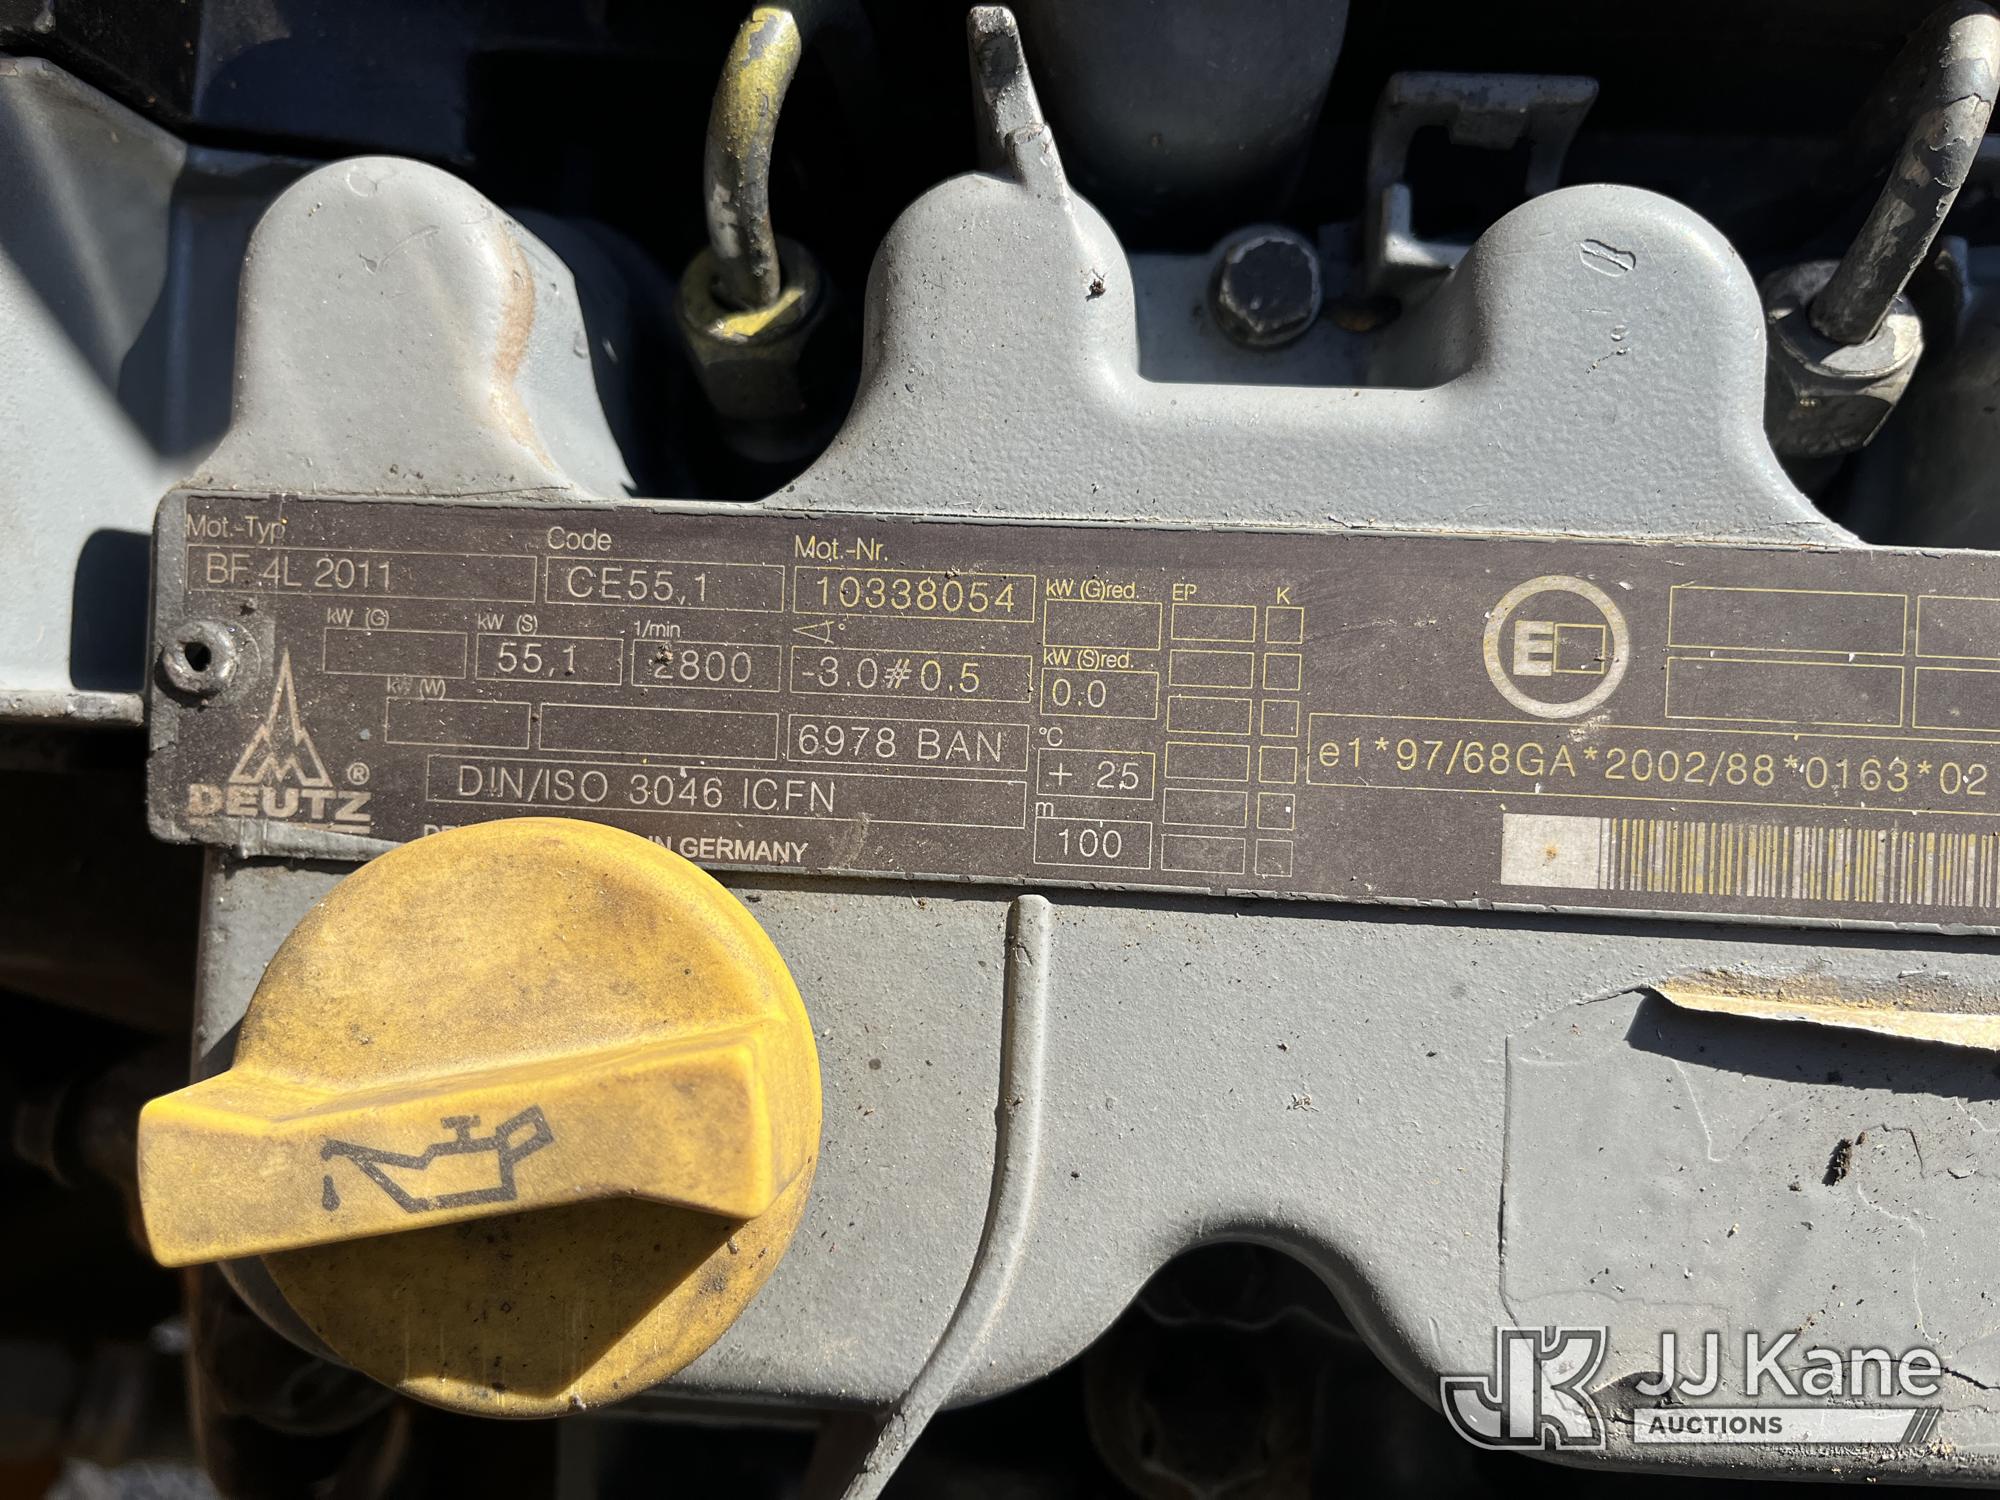 Mot.-Typ Code Mot.-Nr.
BF 4L 2011 CE55,1 10338054 kW (G)red. EP K
kW (G) kW (S) 1/min °
55,1 2800 -3.0#0.5 kW (S)red.
0.0
kW (W)
6978 BAN °C
+ 25
DIN/ISO 3046 ICFN m
100
DEUTZ ®
IN GERMANY
E
e1*97/68GA*2002/88*0163*02
JK JJ Kane
AUCTIONS